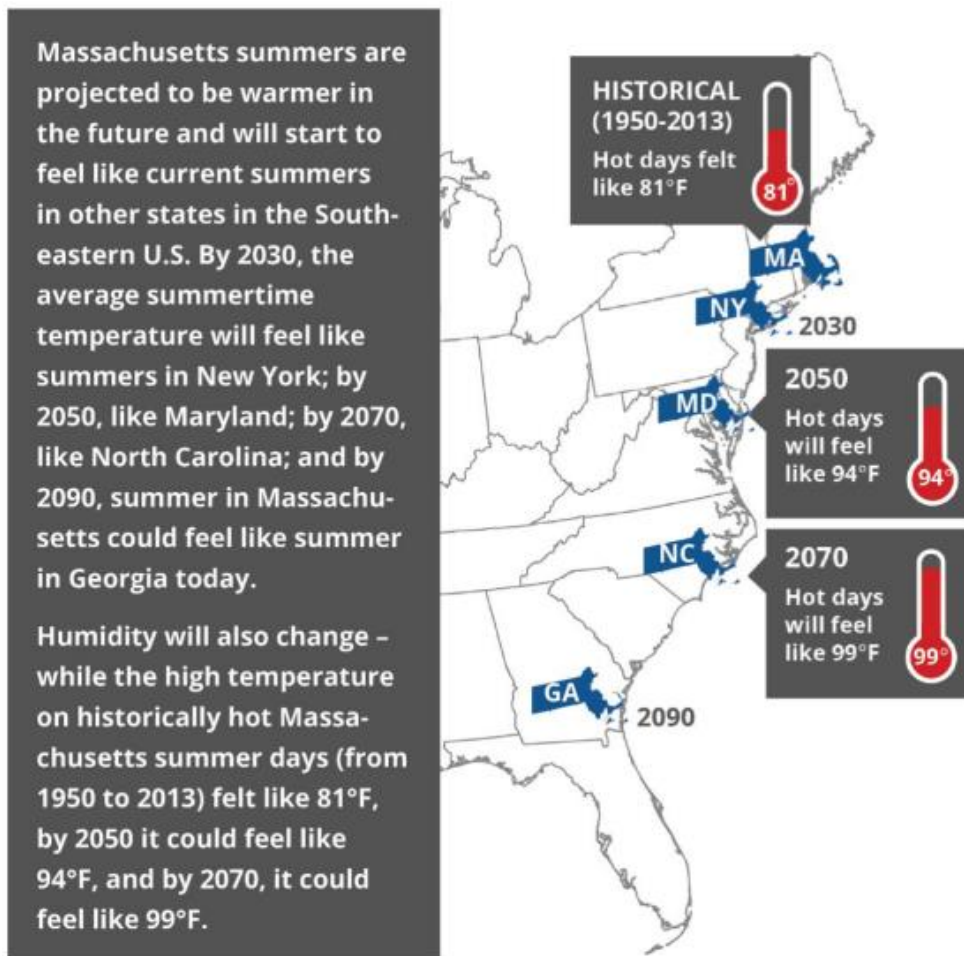 Massachusetts summers are
projected to be warmer in
the future and will start to
feel like current summers
in other states in the South-
eastern U.S. By 2030, the
average summertime
temperature will feel like
summers in New York; by
2050, like Maryland; by 2070,
like North Carolina; and by
2090, summer in Massachu-
setts could feel like summer
in Georgia today.
Humidity will also change –
while the high temperature
on historically hot Massa-
chusetts summer days (from
1950 to 2013) felt like 81°F,
by 2050 it could feel like
94°F, and by 2070, it could
feel like 99°F.
HISTORICAL
(1950-2013)
Hot days felt
like 81°F
81°
MA
NY
2030
MD
2050
Hot days
will feel
like 94°F
94°
NC
2070
Hot days
will feel
like 99°F
99°
GA
2090